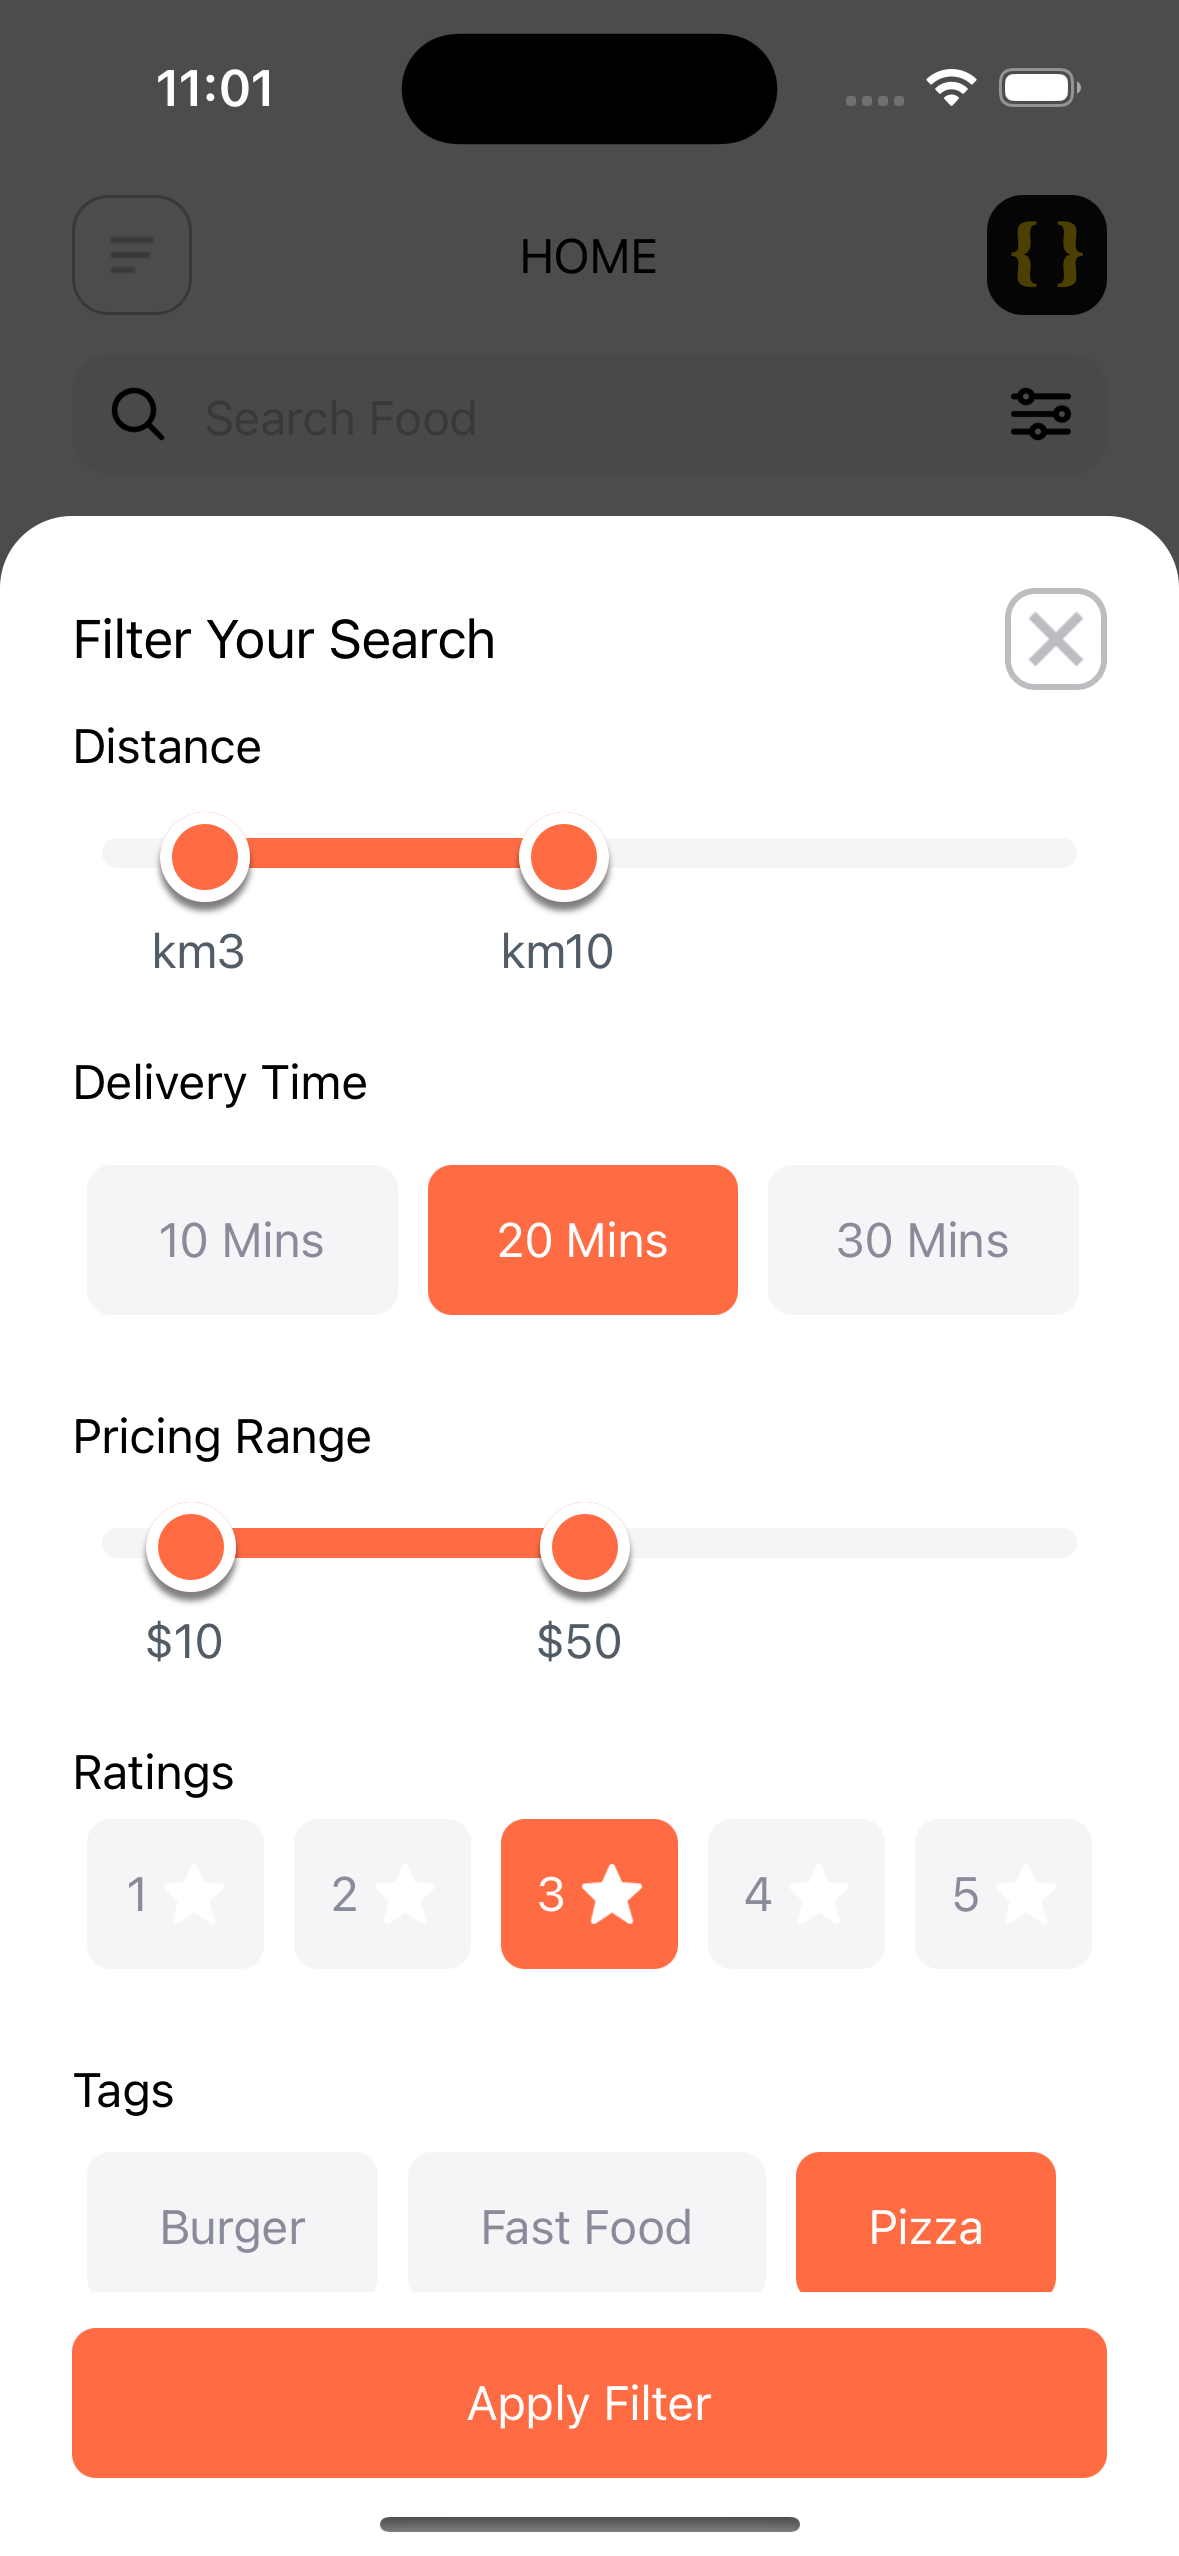 11:01
HOME
{ }
Search Food
Filter Your Search
Distance
km3 km10
Delivery Time
10 Mins 20 Mins 30 Mins
Pricing Range
$10 $50
Ratings
1 2 3 4 5
Tags
Burger Fast Food Pizza
Apply Filter